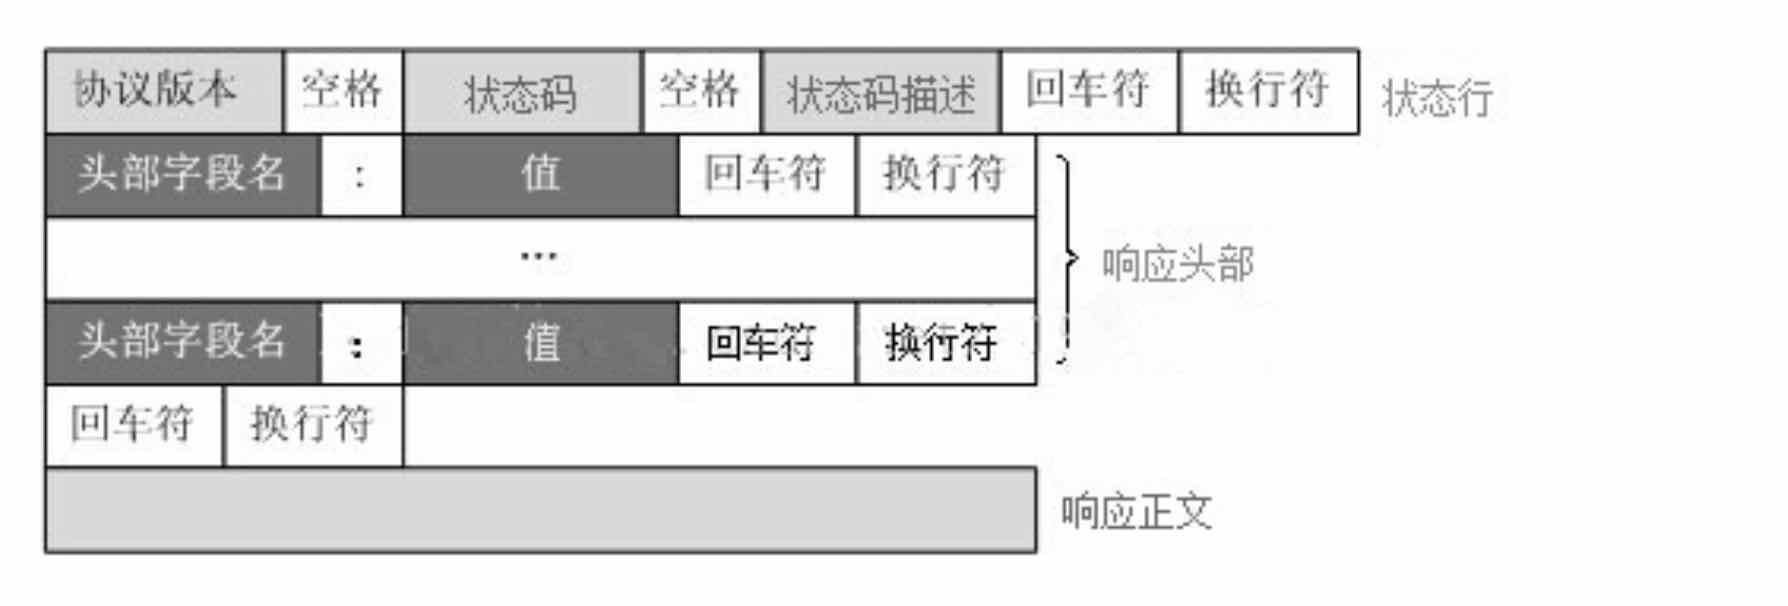 协议版本 空格 状态码 空格 状态码描述 回车符 换行符 状态行
头部字段名 : 值 回车符 换行符
...
响应头部
头部字段名 : 值 回车符 换行符
回车符 换行符
响应正文